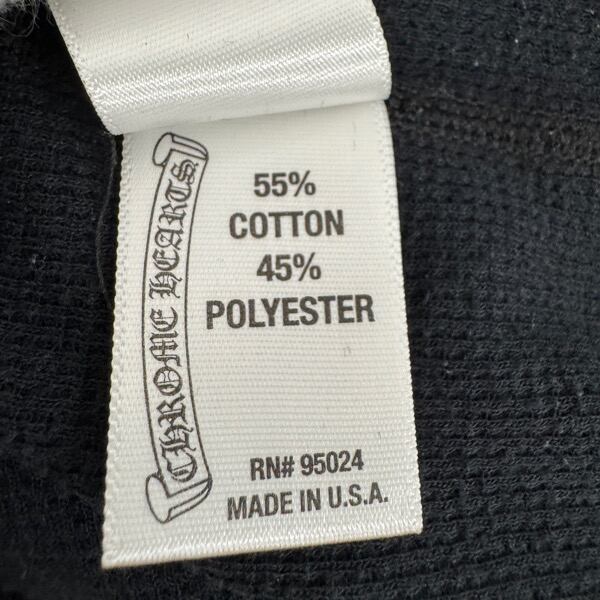 CHROME HEARTS
55%
COTTON
45%
POLYESTER
RN# 95024
MADE IN U.S.A.